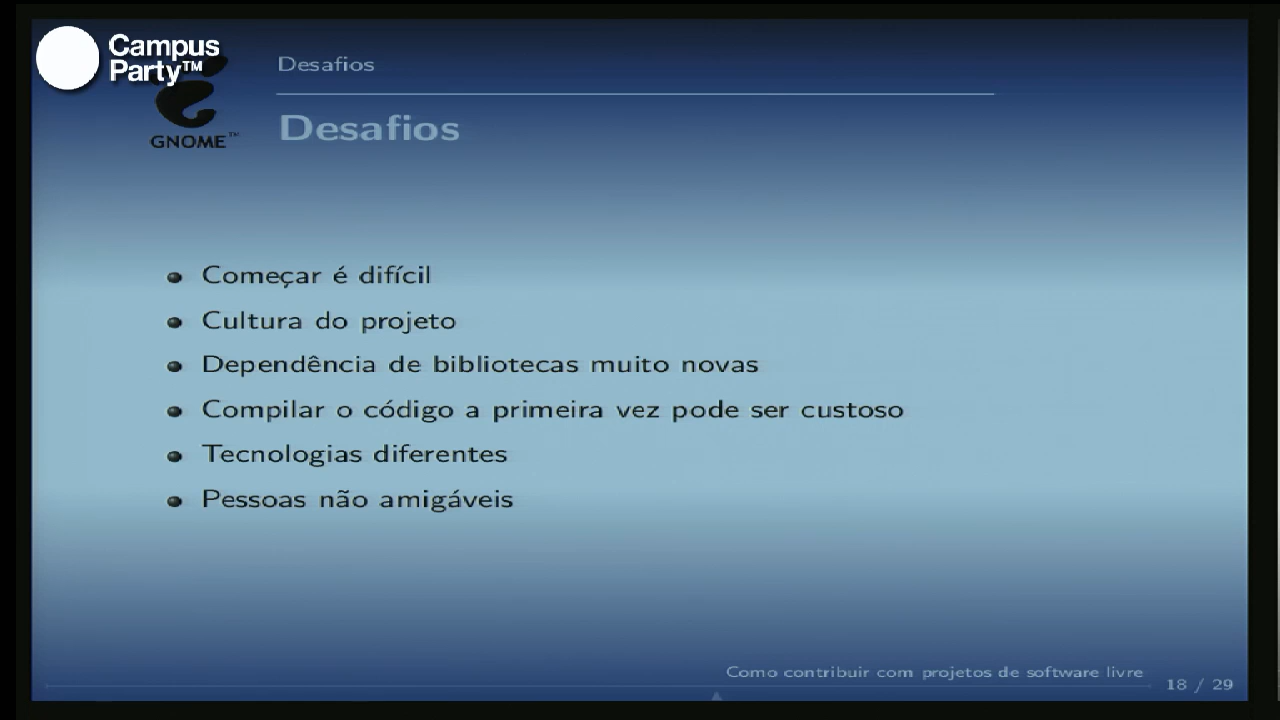 Campus
Party™
GNOME™
Desafios
Desafios
Começar é difícil
Cultura do projeto
Dependência de bibliotecas muito novas
Compilar o código a primeira vez pode ser custoso
Tecnologias diferentes
Pessoas não amigáveis
Como contribuir com projetos de software livre
18 / 29